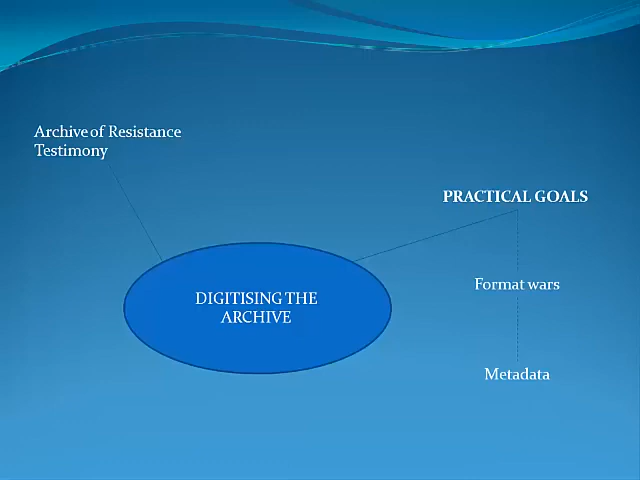 Archive of Resistance
Testimony
PRACTICAL GOALS
Format wars
DIGITISING THE
ARCHIVE
Metadata